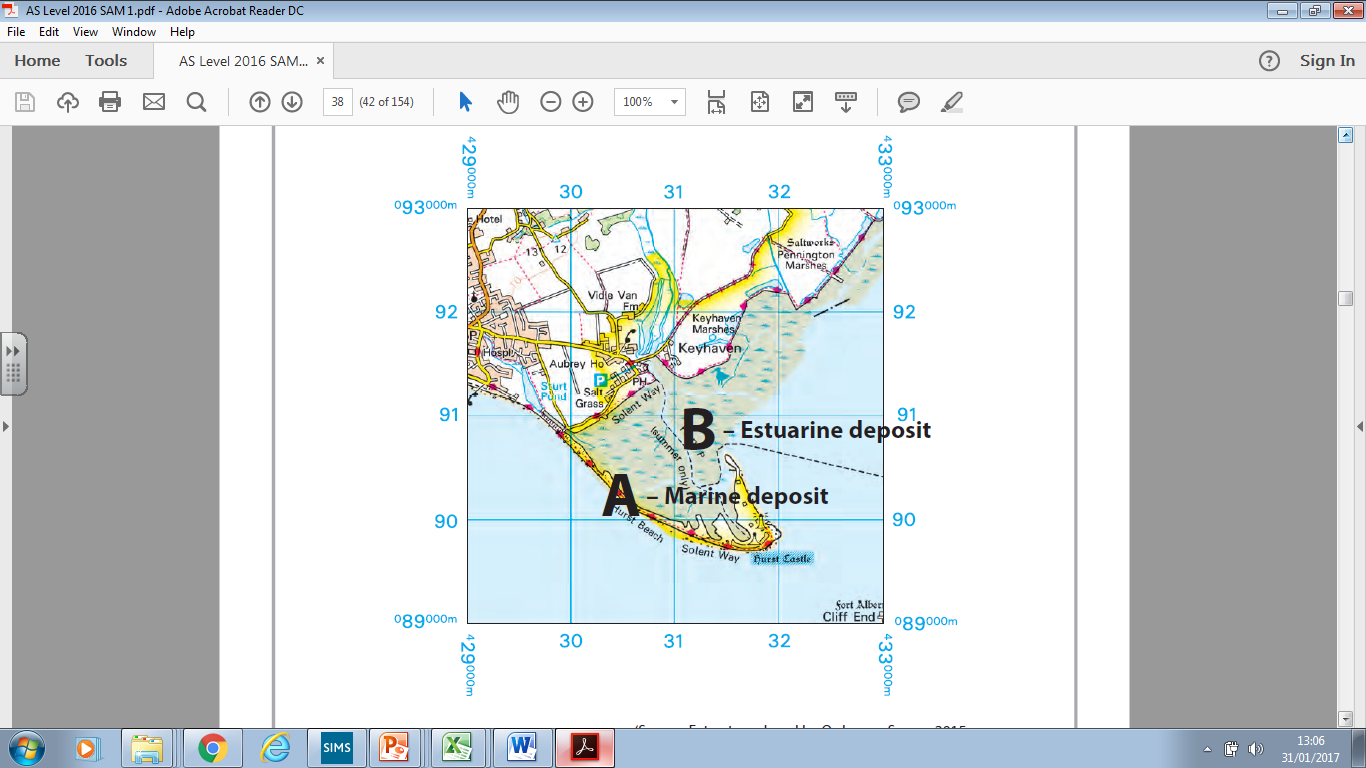 AS Level 2016 SAM 1.pdf - Adobe Acrobat Reader DC
File Edit View Window Help
Home Tools AS Level 2016 SAM... × ? Sign In
38 (42 of 154) 100%
429000m 433000m
30 31 32
093000m 093000m
Hotel
13 12
Saltworks
Pennington
Marshes
Vidle Van
Fm
92 92
Keyhaven
Marshes
P
Hospl
Keyhaven
Aubrey Ho
P
Sturt
Pond
Salt
Grass
PH
Solent Way
91 91
B – Estuarine deposit
(summer only)
A – Marine deposit
90 90
Hurst Beach
Solent Way
Hurst Castle
Fort Alber
Cliff End
089000m 089000m
30 31 32
429000m 433000m
SIMS
13:06
31/01/2017